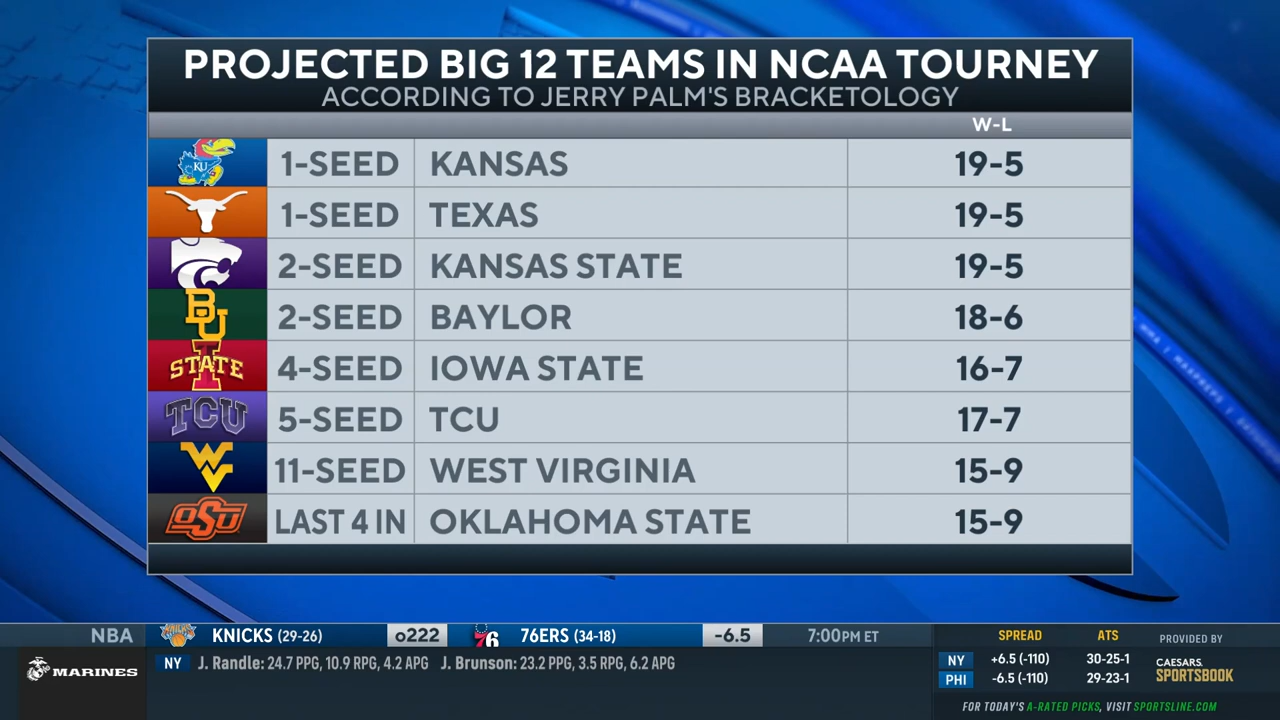 PROJECTED BIG 12 TEAMS IN NCAA TOURNEY
ACCORDING TO JERRY PALM'S BRACKETOLOGY
W-L
KU 1-SEED KANSAS 19-5
1-SEED TEXAS 19-5
2-SEED KANSAS STATE 19-5
BU 2-SEED BAYLOR 18-6
I STATE 4-SEED IOWA STATE 16-7
TCU 5-SEED TCU 17-7
WV 11-SEED WEST VIRGINIA 15-9
OSU LAST 4 IN OKLAHOMA STATE 15-9
NBA KNICKS (29-26) o222 76 76ERS (34-18) -6.5 7:00PM ET
MARINES
NY J. Randle: 24.7 PPG, 10.9 RPG, 4.2 APG J. Brunson: 23.2 PPG, 3.5 RPG, 6.2 APG
SPREAD ATS PROVIDED BY
NY +6.5 (-110) 30-25-1 CAESARS
PHI -6.5 (-110) 29-23-1 SPORTSBOOK
FOR TODAY'S A-RATED PICKS, VISIT SPORTSLINE.COM